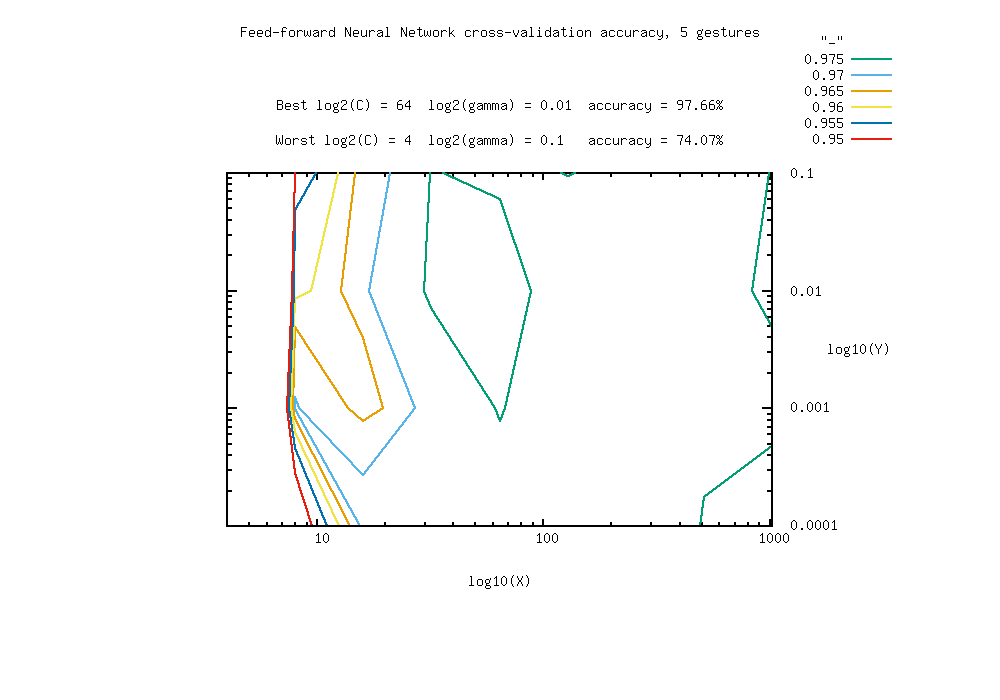 Feed-forward Neural Network cross-validation accuracy, 5 gestures
"_"
0.975
0.97
0.965
0.96
0.955
0.95
Best log2(C) = 64  log2(gamma) = 0.01  accuracy = 97.66%
Worst log2(C) = 4  log2(gamma) = 0.1   accuracy = 74.07%
0.1
0.01
log10(Y)
0.001
0.0001
10
100
1000
log10(X)